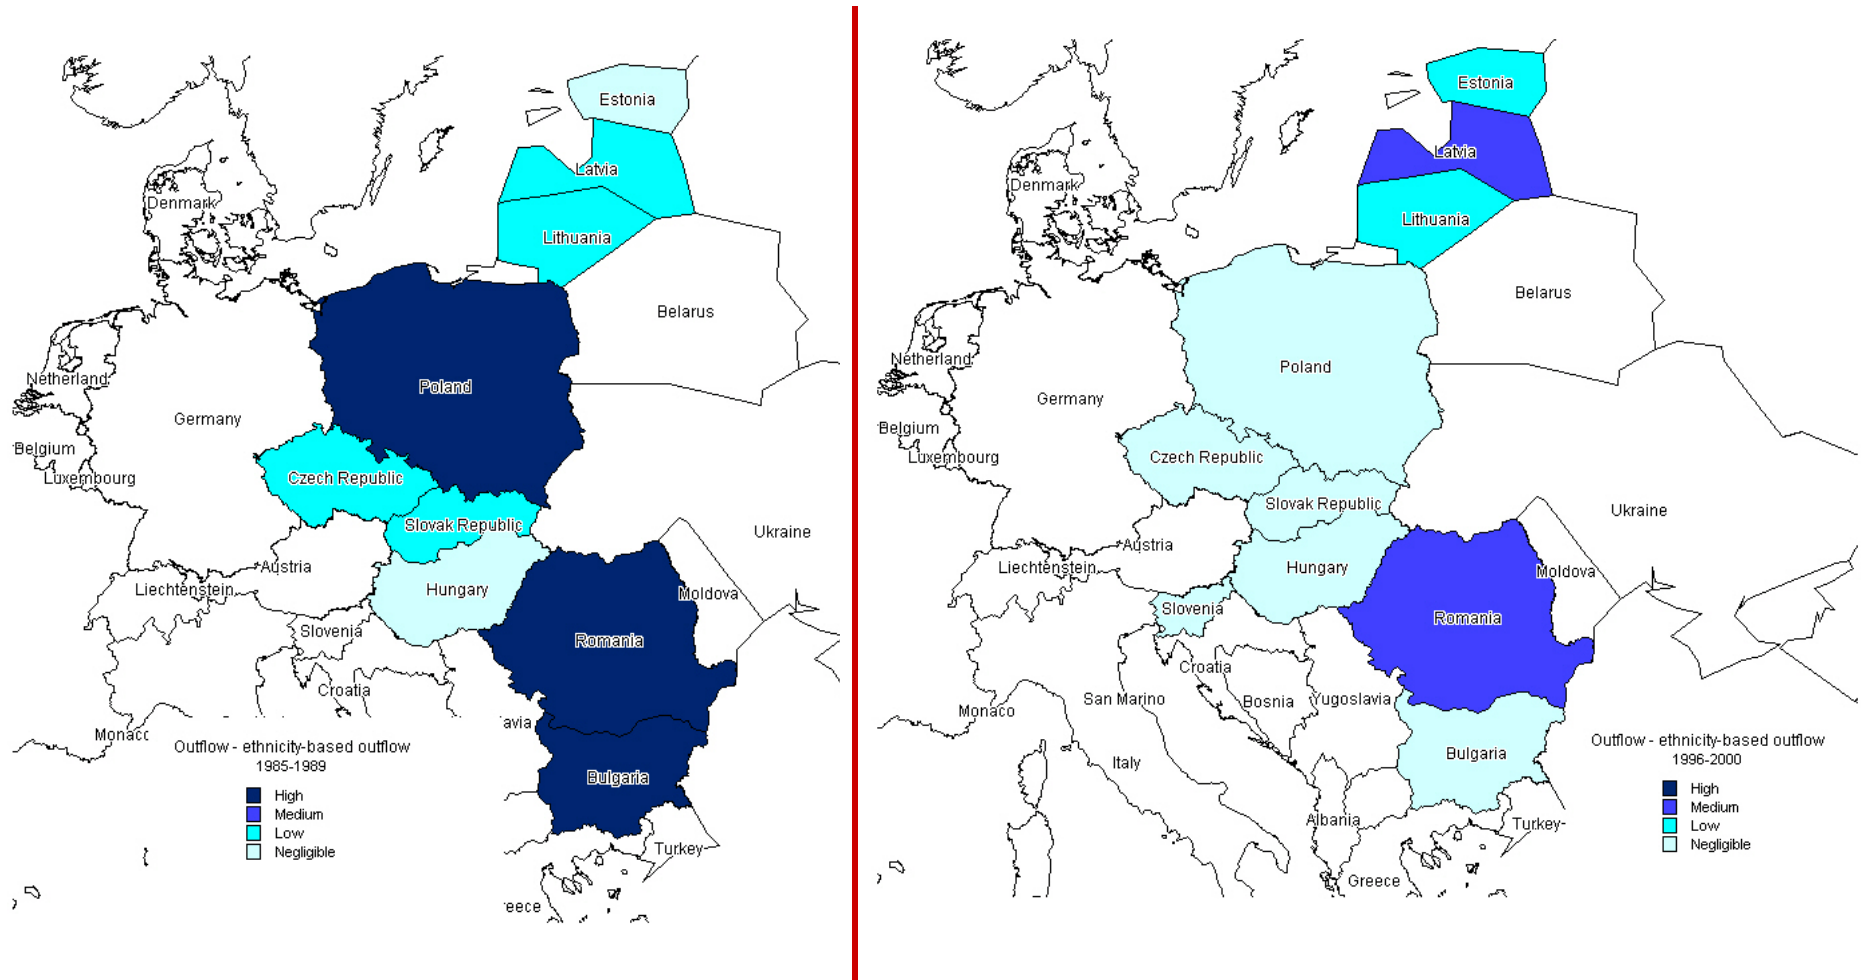 Estonia
Latvia
Denmark
Lithuania
Belarus
Netherland
Poland
Germany
Belgium
Luxembourg
Czech Republic
Slovak Republic
Ukraine
Austria
Liechtenstein
Hungary
Moldova
Slovenia
Romania
Croatia
avia
Monacc
Outflow - ethnicity-based outflow
1985-1989
Bulgaria
High
Medium
Low
Negligible
Turkey
eece
Estonia
Latvia
Denmark
Lithuania
Belarus
Netherland
Poland
Germany
Belgium
Luxembourg
Czech Republic
Slovak Republic
Ukraine
Austria
Liechtenstein
Hungary
Moldova
Slovenia
Romania
Croatia
San Marino
Bosnia
Yugoslavia
Monaco
Outflow - ethnicity-based outflow
1996-2000
Italy
Bulgaria
High
Medium
Low
Negligible
Albania
Turkey
Greece